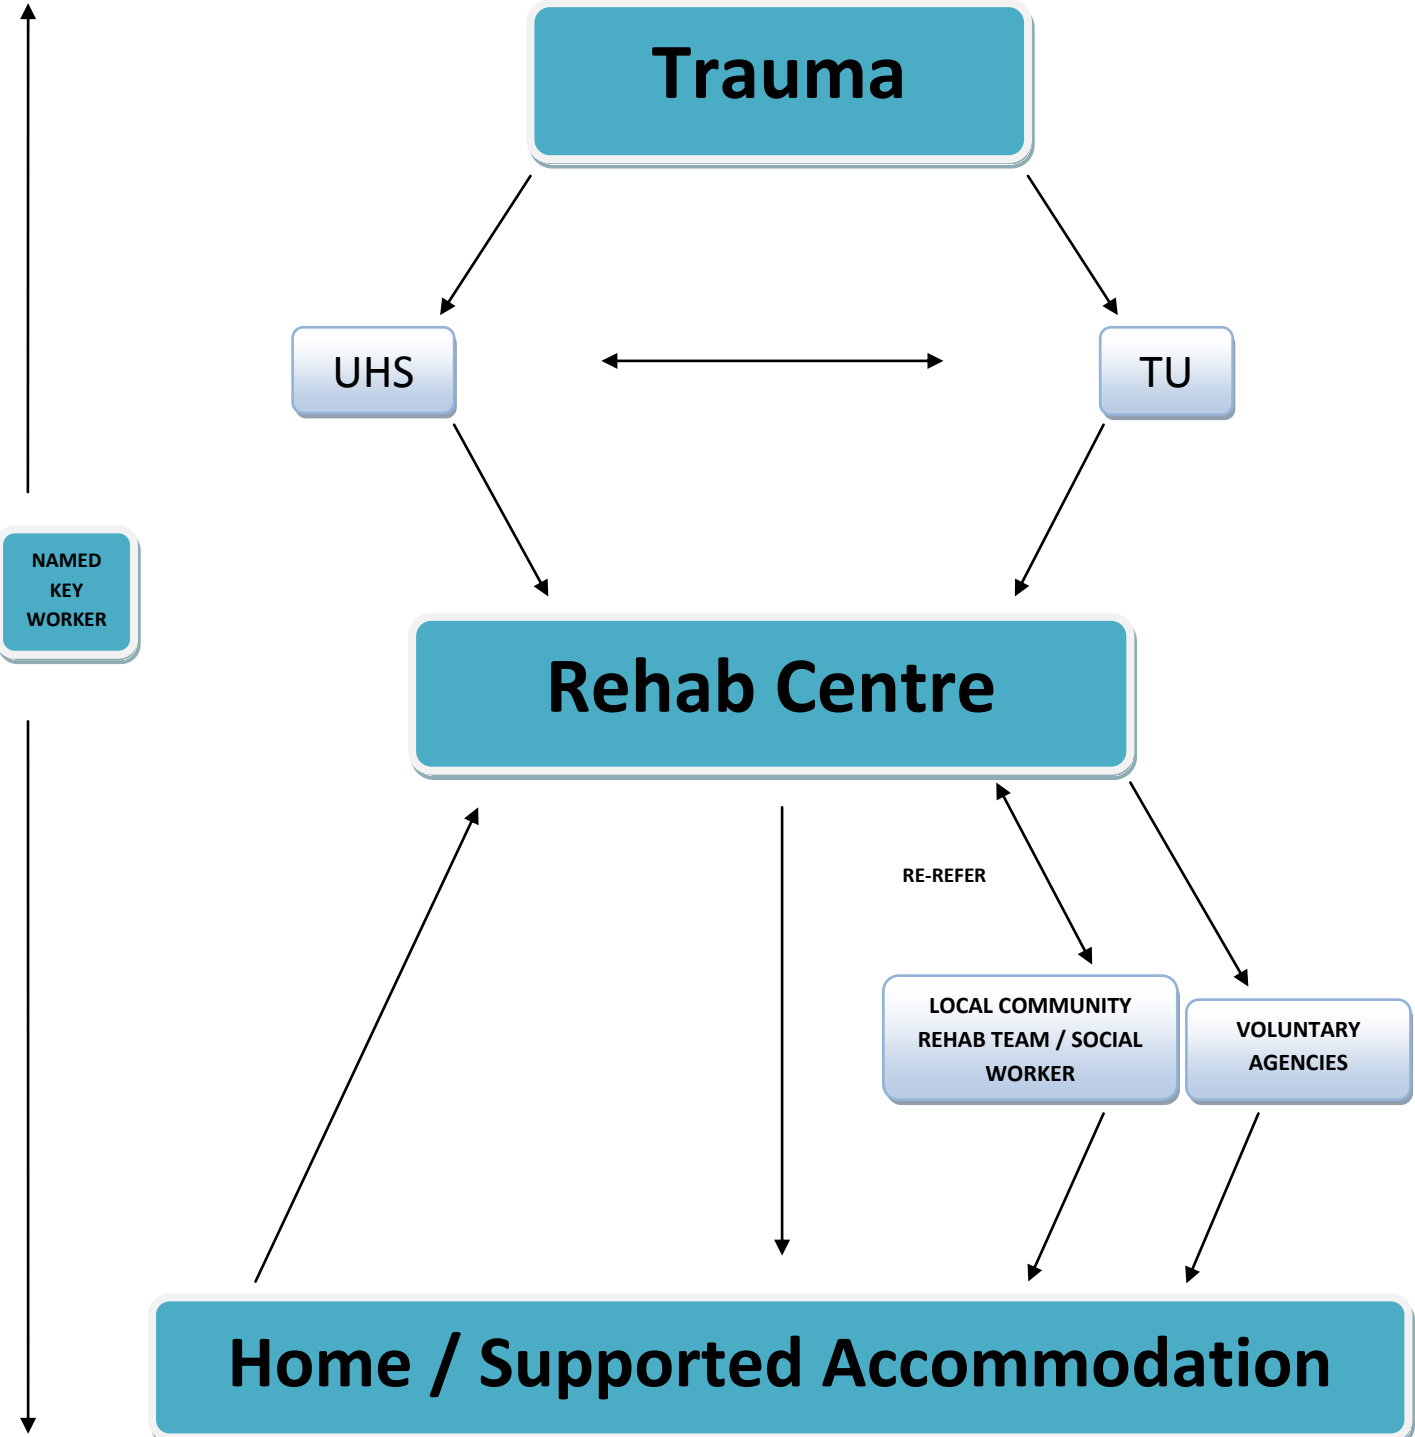 Trauma
UHS
TU
NAMED
KEY
WORKER
Rehab Centre
RE-REFER
LOCAL COMMUNITY
REHAB TEAM / SOCIAL
WORKER
VOLUNTARY
AGENCIES
Home / Supported Accommodation